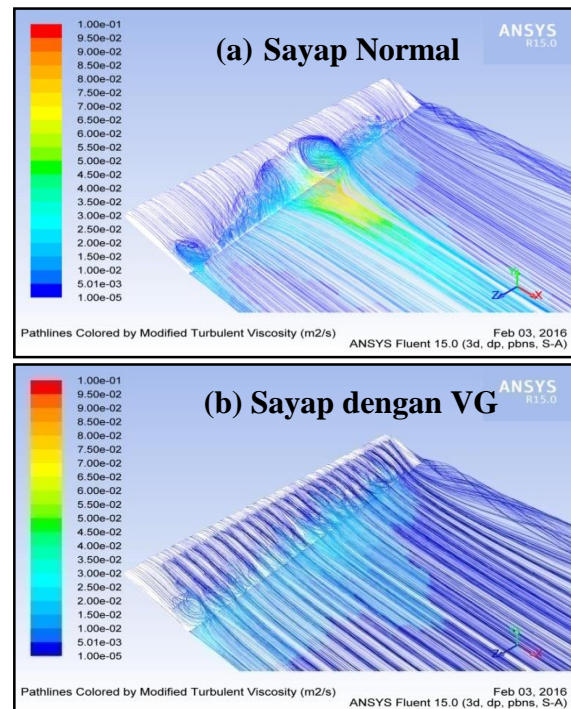 (a) Sayap Normal
ANSYS
R15.0
1.00e-01
9.50e-02
9.00e-02
8.50e-02
8.00e-02
7.50e-02
7.00e-02
6.50e-02
6.00e-02
5.50e-02
5.00e-02
4.50e-02
4.00e-02
3.50e-02
3.00e-02
2.50e-02
2.00e-02
1.50e-02
1.00e-02
5.01e-03
1.00e-05
Y
Z
X
Pathlines Colored by Modified Turbulent Viscosity (m2/s)
Feb 03, 2016
ANSYS Fluent 15.0 (3d, dp, pbns, S-A)
(b) Sayap dengan VG
ANSYS
R15.0
1.00e-01
9.50e-02
9.00e-02
8.50e-02
8.00e-02
7.50e-02
7.00e-02
6.50e-02
6.00e-02
5.50e-02
5.00e-02
4.50e-02
4.00e-02
3.50e-02
3.00e-02
2.50e-02
2.00e-02
1.50e-02
1.00e-02
5.01e-03
1.00e-05
Y
Z
X
Pathlines Colored by Modified Turbulent Viscosity (m2/s)
Feb 03, 2016
ANSYS Fluent 15.0 (3d, dp, pbns, S-A)